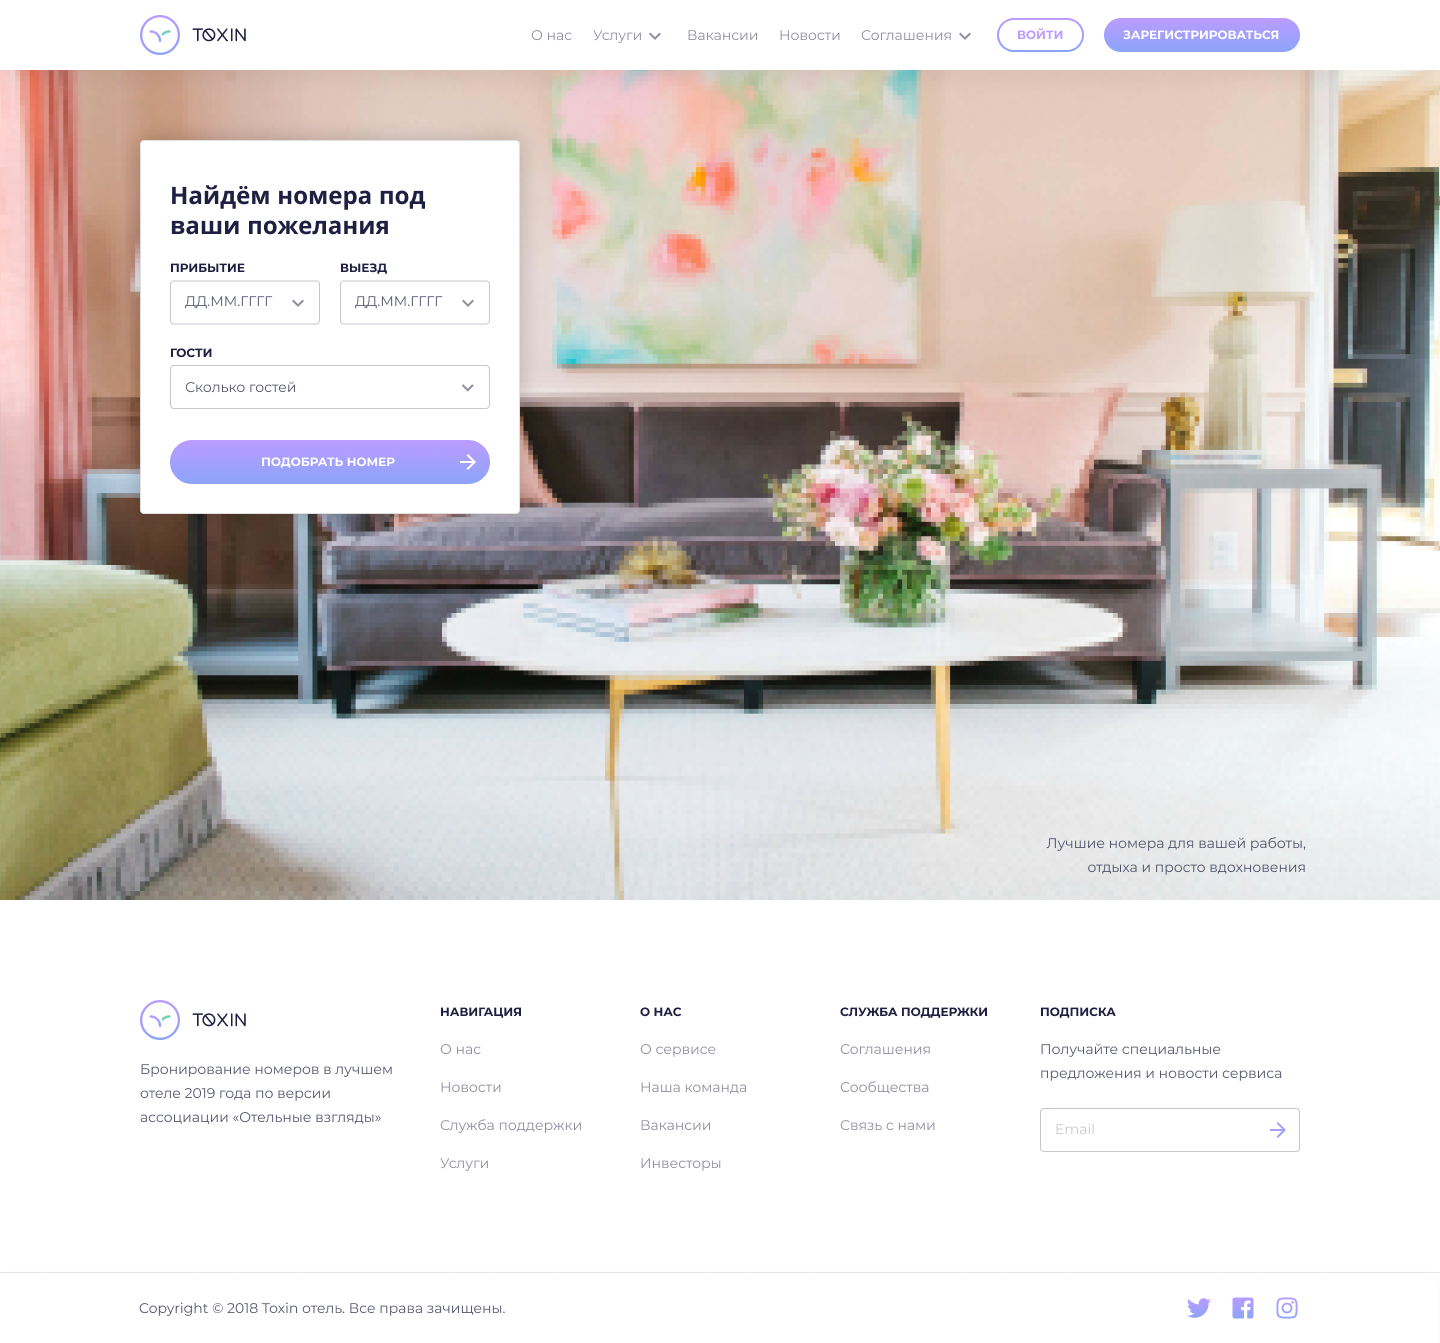 TOXIN
О нас
Услуги
Вакансии
Новости
Соглашения
ВОЙТИ
ЗАРЕГИСТРИРОВАТЬСЯ
Найдём номера под
ваши пожелания
ПРИБЫТИЕ
ВЫЕЗД
ДД.ММ.ГГГГ
ДД.ММ.ГГГГ
ГОСТИ
Сколько гостей
ПОДОБРАТЬ НОМЕР
Лучшие номера для вашей работы,
отдыха и просто вдохновения
TOXIN
Бронирование номеров в лучшем
отеле 2019 года по версии
ассоциации «Отельные взгляды»
НАВИГАЦИЯ
О нас
Новости
Служба поддержки
Услуги
О НАС
О сервисе
Наша команда
Вакансии
Инвесторы
СЛУЖБА ПОДДЕРЖКИ
Соглашения
Сообщества
Связь с нами
ПОДПИСКА
Получайте специальные
предложения и новости сервиса
Email
Copyright © 2018 Toxin отель. Все права зачищены.